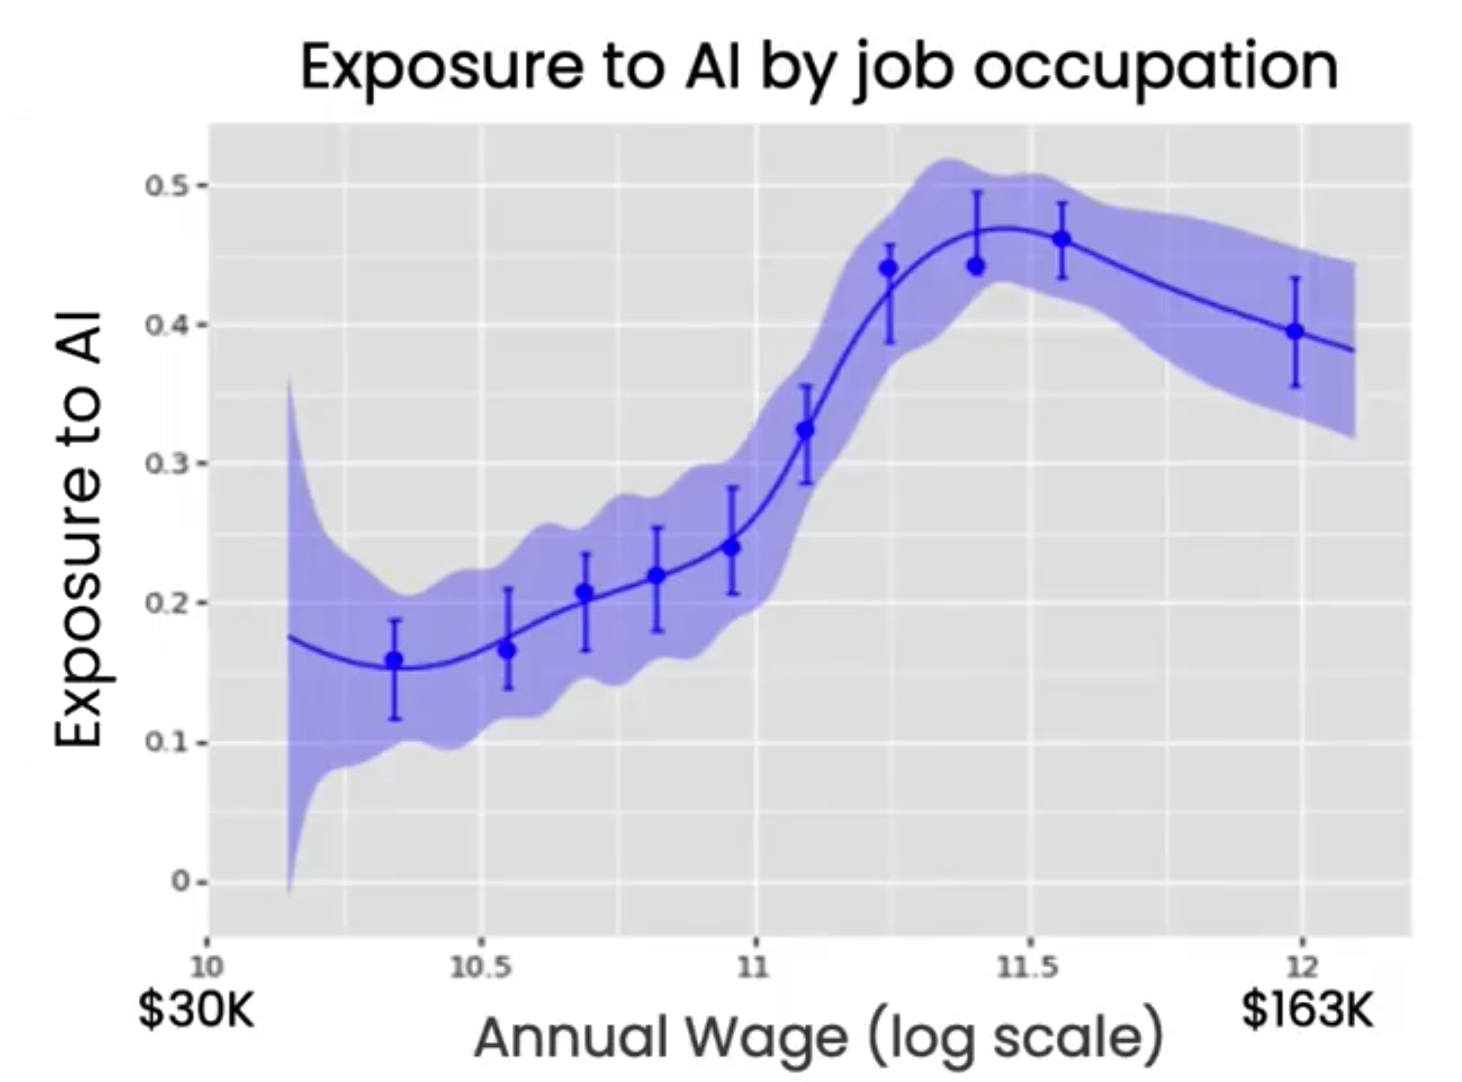 Exposure to AI by job occupation
Exposure to AI
0.5
0.4
0.3
0.2
0.1
0
10
10.5
11
11.5
12
$30K
$163K
Annual Wage (log scale)